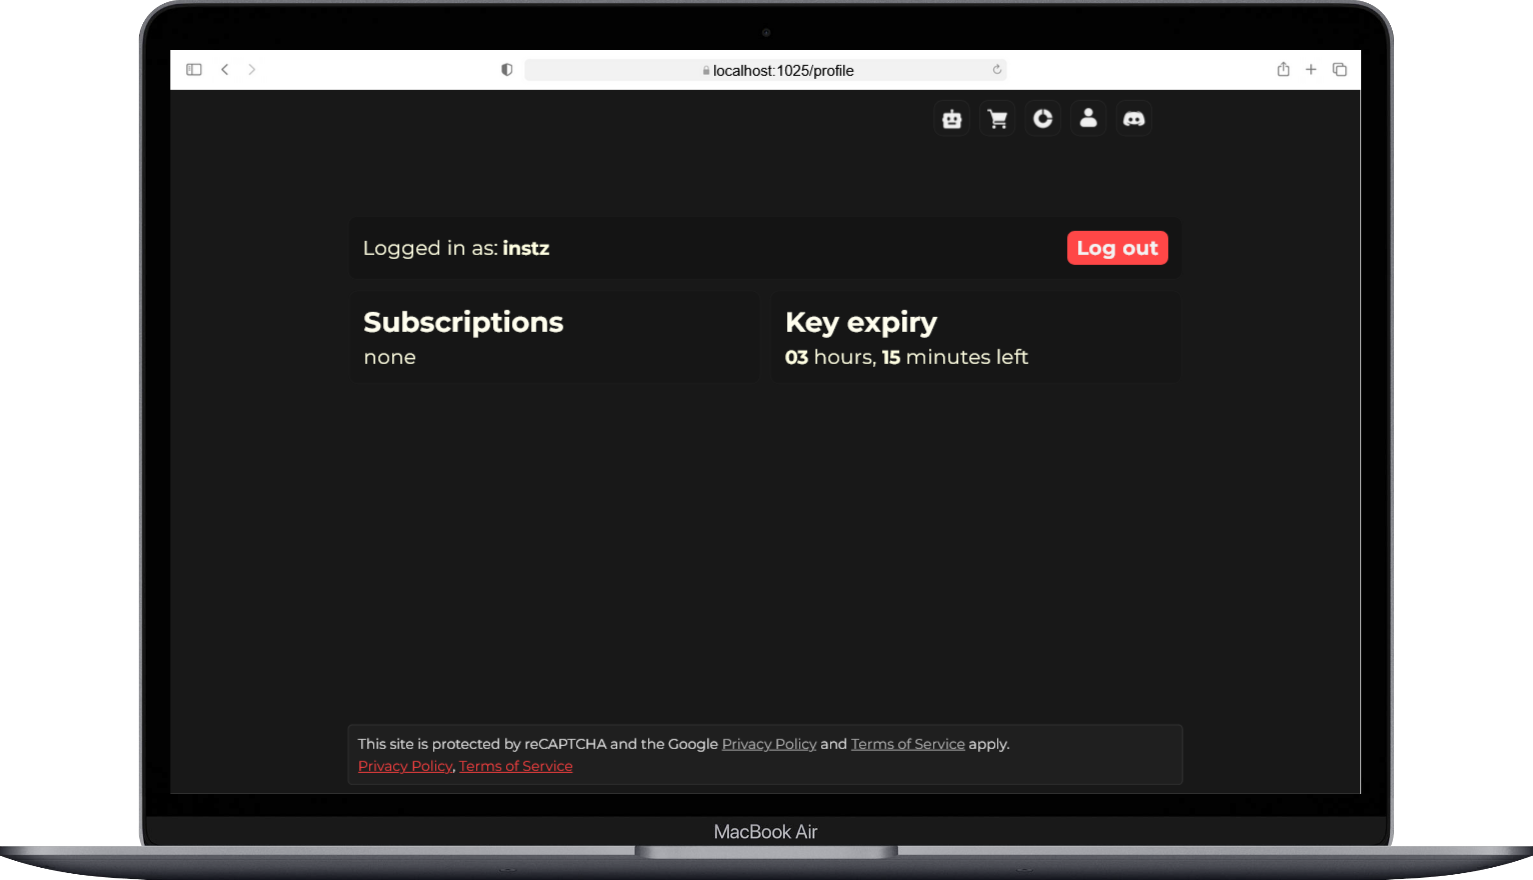 localhost:1025/profile
Logged in as: instz
Log out
Subscriptions
none
Key expiry
03 hours, 15 minutes left
This site is protected by reCAPTCHA and the Google Privacy Policy and Terms of Service apply.
Privacy Policy, Terms of Service
MacBook Air